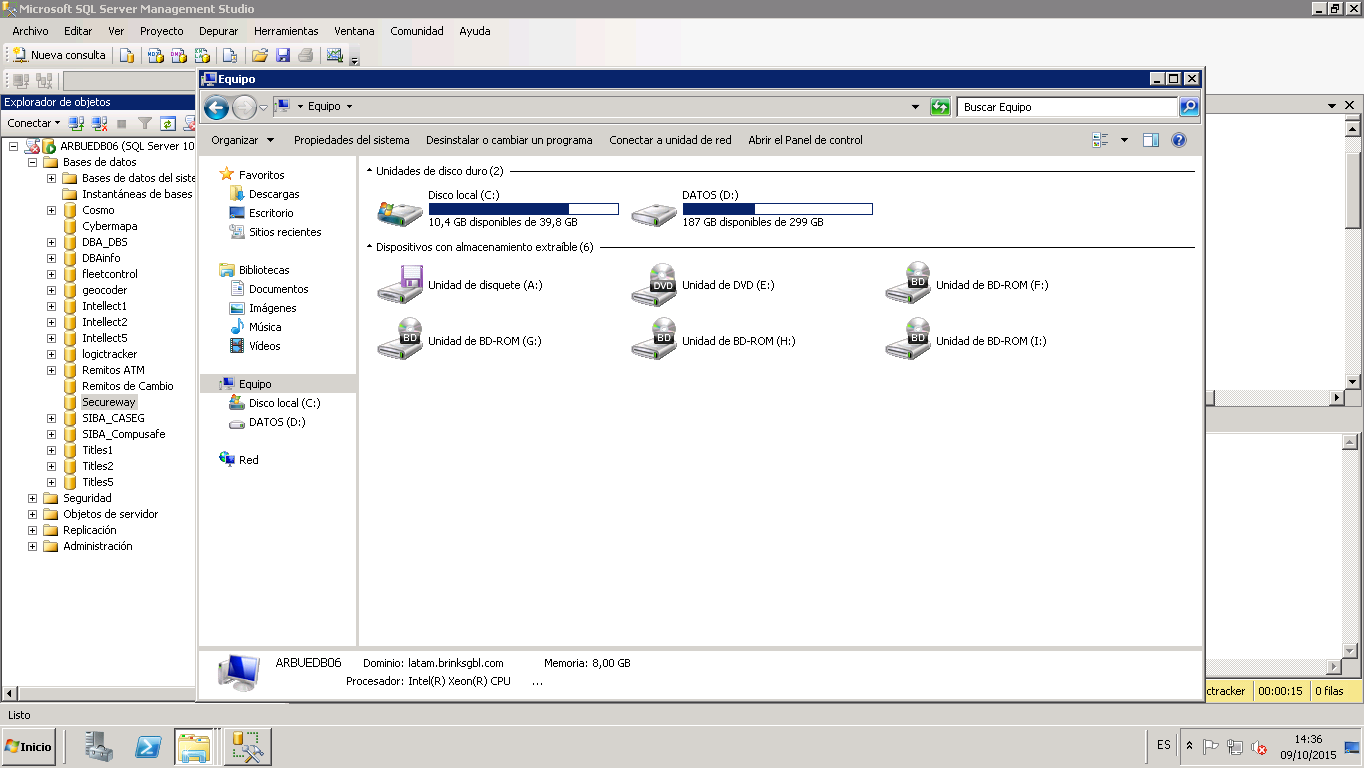 Microsoft SQL Server Management Studio
Archivo Editar Ver Proyecto Depurar Herramientas Ventana Comunidad Ayuda
Nueva consulta
Explorador de objetos
Conectar
ARBUEDB06 (SQL Server 10
Bases de datos
Bases de datos del siste
Instantáneas de bases
Cosmo
Cybermapa
DBA_DBS
DBAinfo
fleetcontrol
geocoder
Intellect1
Intellect2
Intellect5
logictracker
Remitos ATM
Remitos de Cambio
Secureway
SIBA_CASEG
SIBA_Compusafe
Titles1
Titles2
Titles5
Seguridad
Objetos de servidor
Replicación
Administración
Equipo
Equipo
Buscar Equipo
Organizar Propiedades del sistema Desinstalar o cambiar un programa Conectar a unidad de red Abrir el Panel de control
Favoritos
Descargas
Escritorio
Sitios recientes
Bibliotecas
Documentos
Imágenes
Música
Vídeos
Equipo
Disco local (C:)
DATOS (D:)
Red
Unidades de disco duro (2)
Disco local (C:)
10,4 GB disponibles de 39,8 GB
DATOS (D:)
187 GB disponibles de 299 GB
Dispositivos con almacenamiento extraíble (6)
Unidad de disquete (A:)
DVD
Unidad de DVD (E:)
BD
Unidad de BD-ROM (F:)
BD
Unidad de BD-ROM (G:)
BD
Unidad de BD-ROM (H:)
BD
Unidad de BD-ROM (I:)
ARBUEDB06 Dominio: latam.brinksgbl.com Memoria: 8,00 GB
Procesador: Intel(R) Xeon(R) CPU ...
ctracker 00:00:15 0 filas
Listo
Inicio
ES
14:36
09/10/2015